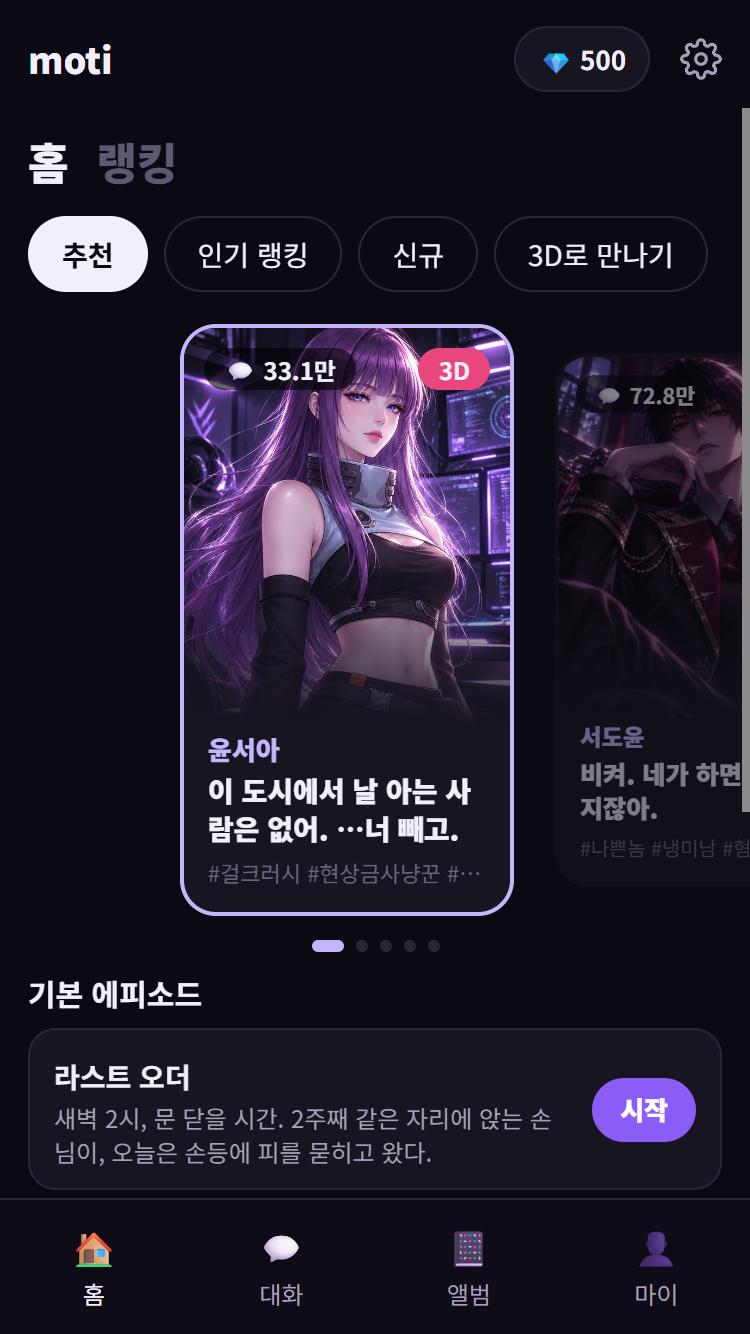 moti
500
홈 랭킹
추천 인기 랭킹 신규 3D로 만나기
33.1만
3D
72.8만
윤서아
이 도시에서 날 아는 사
람은 없어. …너 빼고.
#걸크러시 #현상금사냥꾼 #…
서도윤
비켜. 네가 하면
지잖아.
#나쁜놈 #냉미남 #혐
기본 에피소드
라스트 오더
새벽 2시, 문 닫을 시간. 2주째 같은 자리에 앉는 손
님이, 오늘은 손등에 피를 묻히고 왔다.
시작
홈 대화 앨범 마이